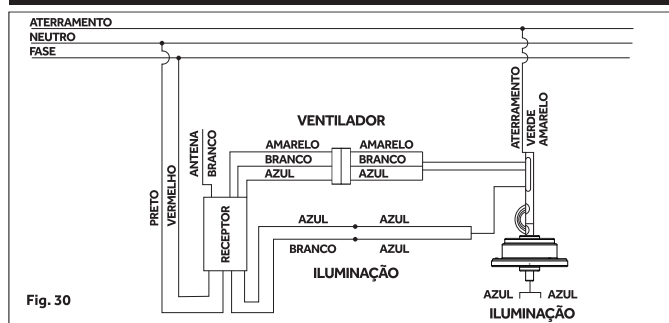 ATERRAMENTO
NEUTRO
FASE
VENTILADOR
ATERRAMENTO
VERDE
AMARELO
ANTENA
BRANCO
AMARELO AMARELO
BRANCO BRANCO
AZUL AZUL
PRETO
VERMELHO
RECEPTOR
AZUL AZUL
BRANCO AZUL
ILUMINAÇÃO
AZUL AZUL
ILUMINAÇÃO
Fig. 30